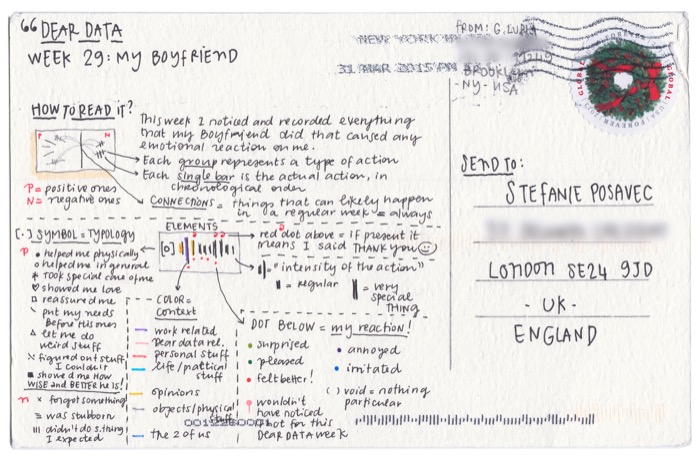 DEAR DATA
WEEK 29: MY BOYFRIEND
FROM: G. LUPI
NEW YORK
31 MAR 2015 PM
11249
BROOKLYN
-NY- USA
GLOBAL
FOREVER
HOW TO READ IT?
This week I noticed and recorded everything
that my Boyfriend did that caused any
emotional reaction on me.
P N
→ Each group represents a type of action
→ Each single bar is the actual action, in
chronological order
P= positive ones
N= negative ones
→ CONNECTIONS = things that can likely happen
in a regular week = always
[·] SYMBOL = TYPOLOGY
P • helped me physically
o helped me in general
* took special care of me
♡ showed me love
□ reassured me
\ put my needs
Before his ones
△ let me do
weird stuff
figured out stuff
I couldn't
■ showed me HOW
WISE and BETTER he is!
n × forgot something
= was stubborn
III didn't do s.thing
I expected
ELEMENTS
[o]
red dot above = if present it
means I said THANK YOU ☺
= "intensity of the action"
= regular
= very
special
THING
COLOR =
context
work related
Dear data rel.
personal stuff
life/practical
stuff
opinions
objects/physical
stuff
the 2 of us
DOT BELOW = my reaction!
• surprised
• pleased
• felt better!
• wouldn't
have noticed
if not for this
DEAR DATA week
• annoyed
• irritated
( ) void = nothing
particular
SEND TO:
STEFANIE POSAVEC
LONDON SE24 9JD
- UK -
ENGLAND